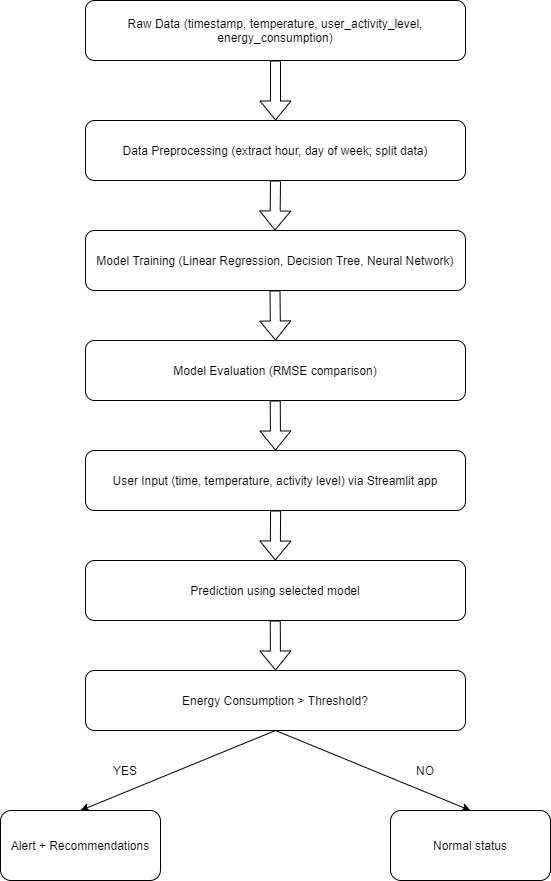 Raw Data (timestamp, temperature, user_activity_level,
energy_consumption)
Data Preprocessing (extract hour, day of week; split data)
Model Training (Linear Regression, Decision Tree, Neural Network)
Model Evaluation (RMSE comparison)
User Input (time, temperature, activity level) via Streamlit app
Prediction using selected model
Energy Consumption > Threshold?
YES
NO
Alert + Recommendations
Normal status